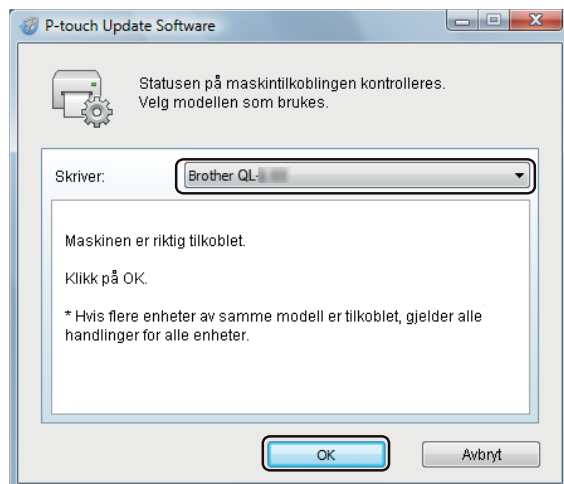 P-touch Update Software
Statusen på maskintilkoblingen kontrolleres.
Velg modellen som brukes.
Skriver:
Brother QL-
Maskinen er riktig tilkoblet.
Klikk på OK.
* Hvis flere enheter av samme modell er tilkoblet, gjelder alle
handlinger for alle enheter.
OK
Avbryt